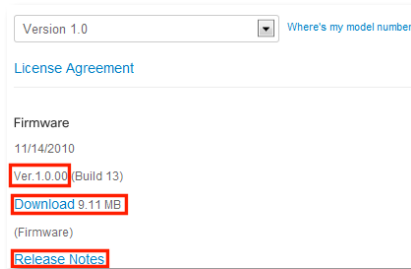 Version 1.0
Where's my model number
License Agreement
Firmware
11/14/2010
Ver.1.0.00 (Build 13)
Download 9.11 MB
(Firmware)
Release Notes